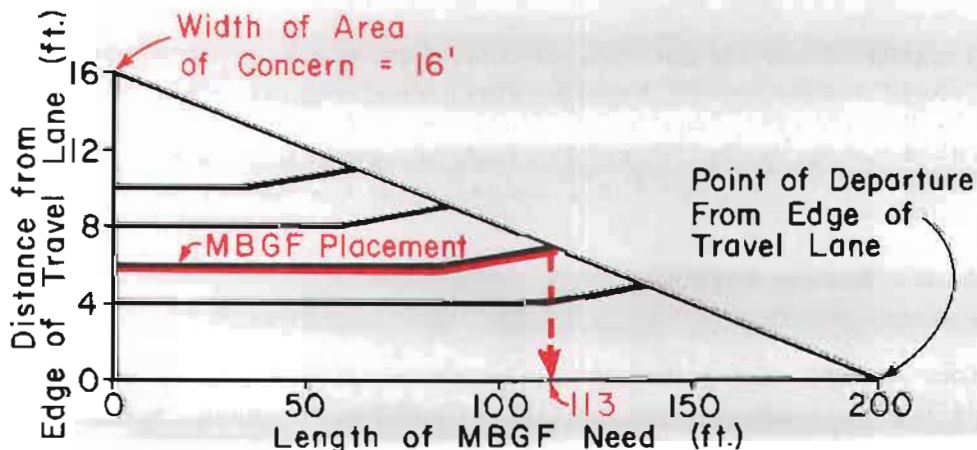 Width of Area
of Concern = 16'
Distance from
Edge of Travel Lane (ft.)
16
12
8
4
0
MBGF Placement
Point of Departure
From Edge of
Travel Lane
0
50
100
150
200
113
Length of MBGF Need (ft.)